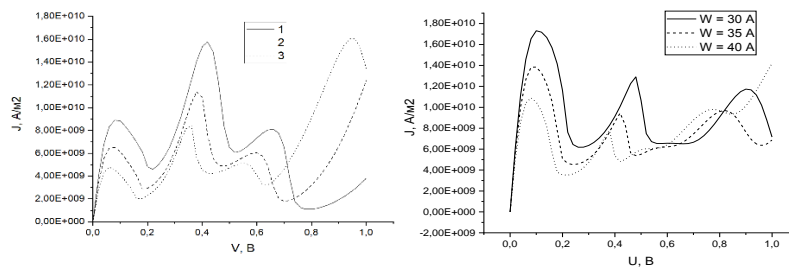 1,80E+010
1,60E+010
1,40E+010
1,20E+010
1,00E+010
8,00E+009
6,00E+009
4,00E+009
2,00E+009
0,00E+000
J, А/м2
0,0
0,2
0,4
0,6
0,8
1,0
V, В
1
2
3
1,80E+010
1,60E+010
1,40E+010
1,20E+010
1,00E+010
8,00E+009
6,00E+009
4,00E+009
2,00E+009
0,00E+000
-2,00E+009
J, А/м2
0,0
0,2
0,4
0,6
0,8
1,0
U, В
W = 30 A
W = 35 A
W = 40 A